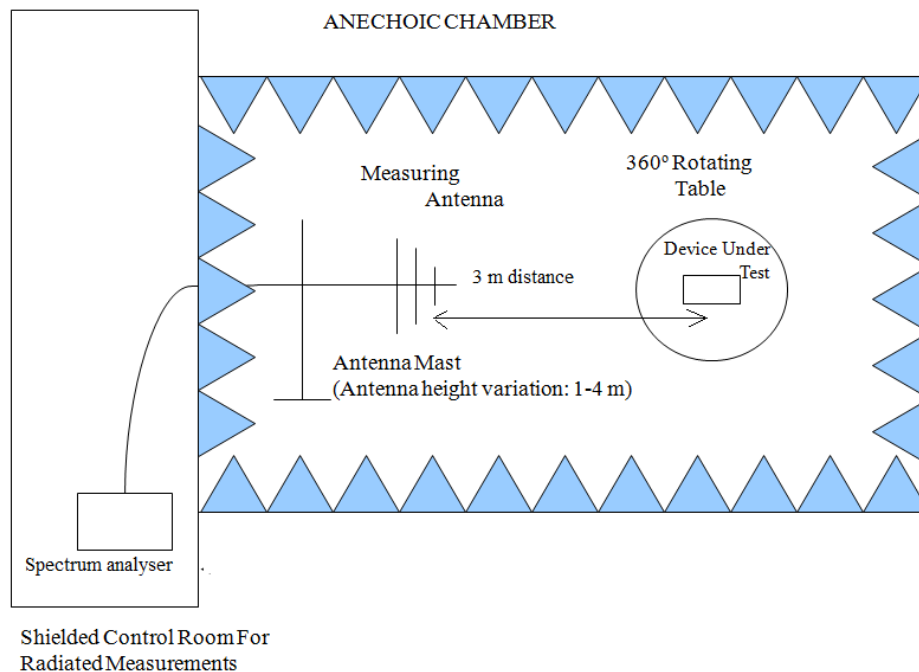 ANECHOIC CHAMBER
Measuring
Antenna
360º Rotating
Table
Device Under
Test
3 m distance
Antenna Mast
(Antenna height variation: 1-4 m)
Spectrum analyser
Shielded Control Room For
Radiated Measurements